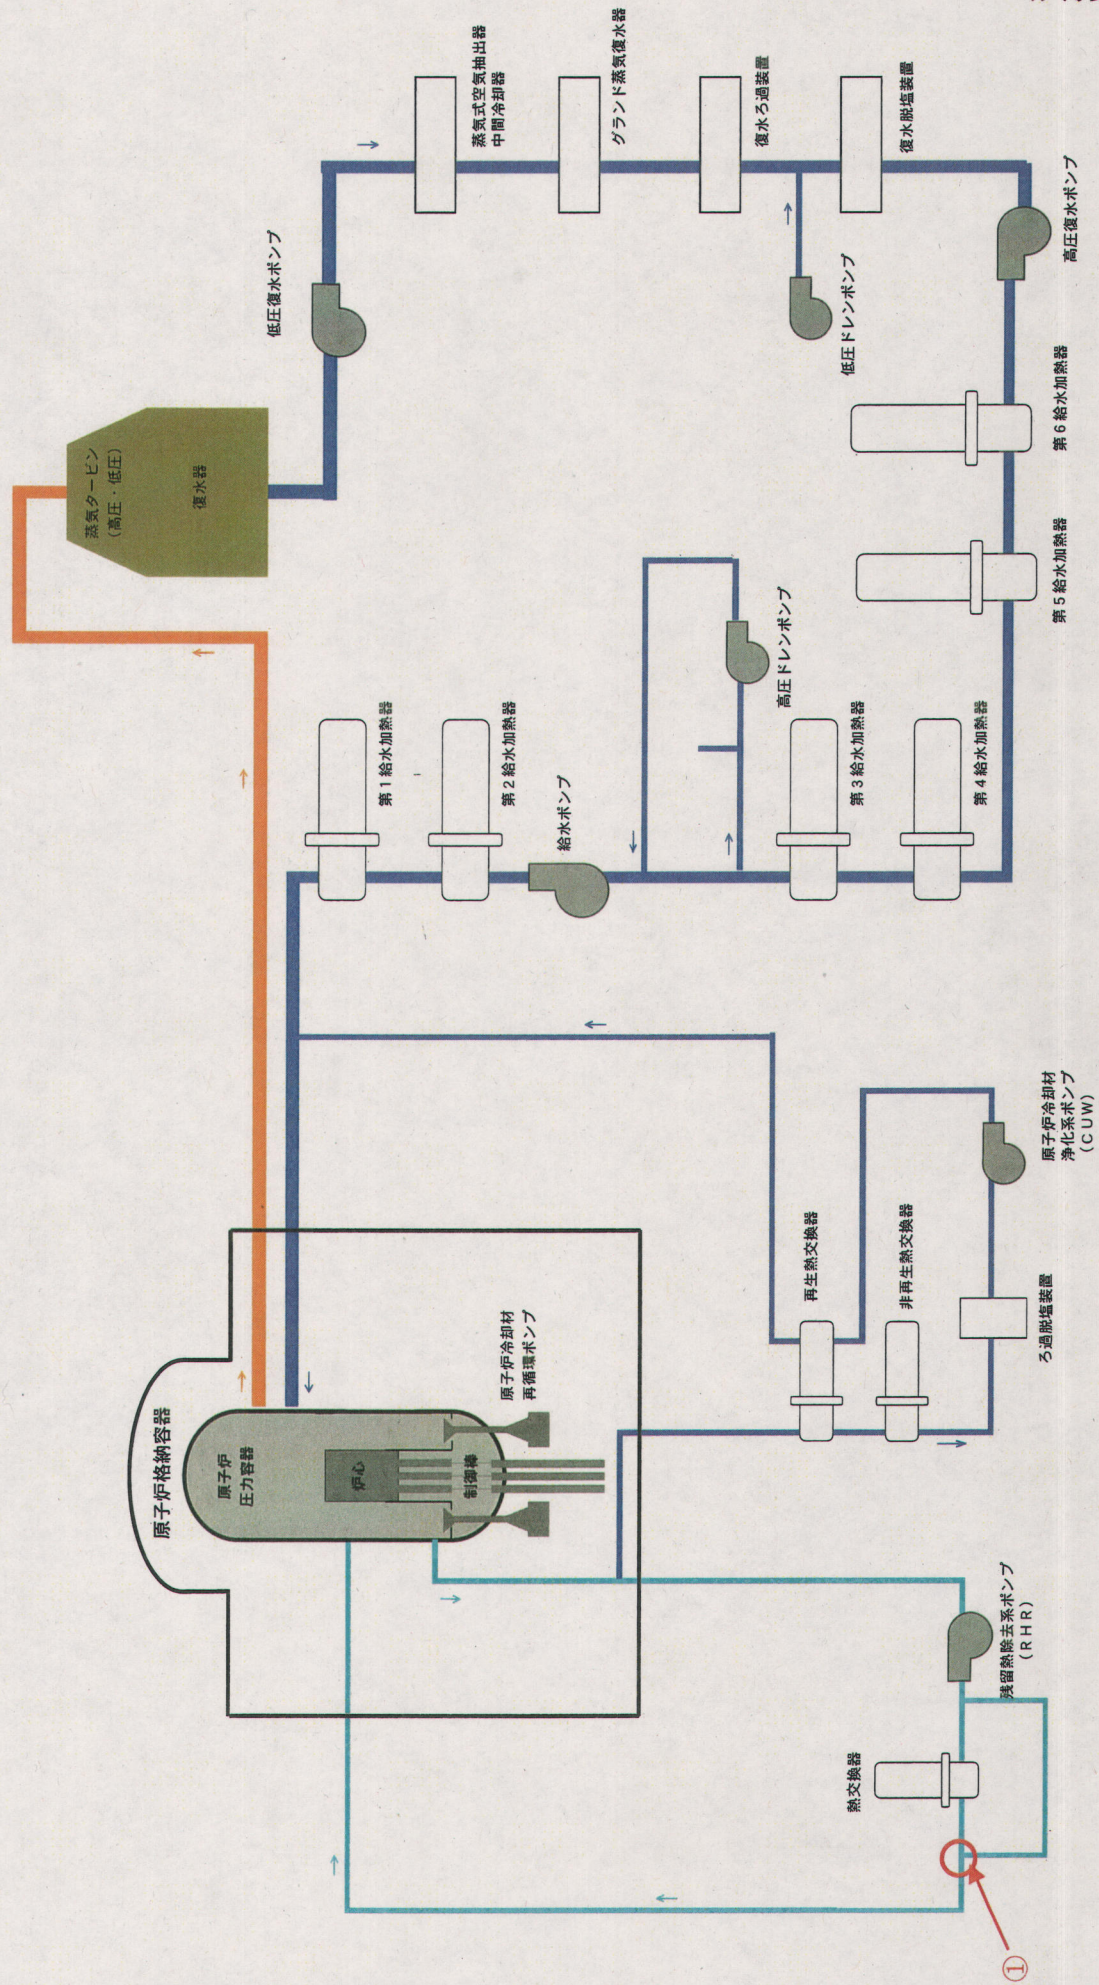 蒸気タービン
(高圧・低圧)
復水器
低圧復水ポンプ
蒸気式空気抽出器
中間冷却器
グランド蒸気復水器
復水ろ過装置
復水脱塩装置
低圧ドレンポンプ
高圧復水ポンプ
第6給水加熱器
第5給水加熱器
高圧ドレンポンプ
第1給水加熱器
第2給水加熱器
給水ポンプ
第3給水加熱器
第4給水加熱器
原子炉格納容器
原子炉
圧力容器
炉心
制御棒
原子炉冷却材
再循環ポンプ
再生熱交換器
非再生熱交換器
原子炉冷却材
浄化系ポンプ
(CUW)
ろ過脱塩装置
残留熱除去系ポンプ
(RHR)
熱交換器
①